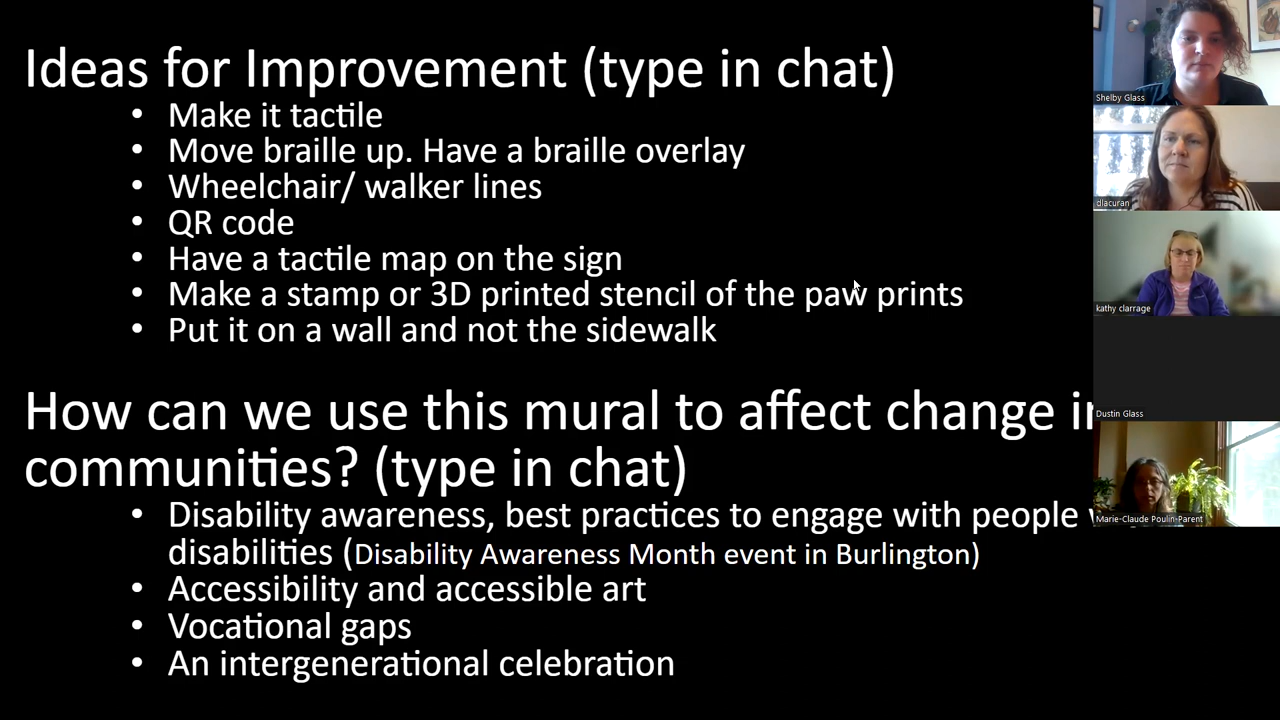 Ideas for Improvement (type in chat)
• Make it tactile
• Move braille up. Have a braille overlay
• Wheelchair/ walker lines
• QR code
• Have a tactile map on the sign
• Make a stamp or 3D printed stencil of the paw prints
• Put it on a wall and not the sidewalk
How can we use this mural to affect change in
communities? (type in chat)
• Disability awareness, best practices to engage with people
disabilities (Disability Awareness Month event in Burlington)
• Accessibility and accessible art
• Vocational gaps
• An intergenerational celebration
Shelby Glass
dlacuran
kathy clarrage
Dustin Glass
Marie-Claude Poulin-Parent